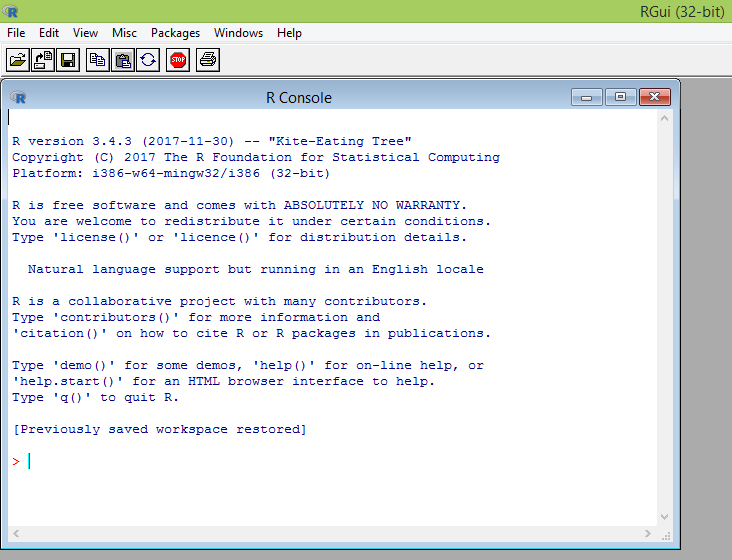 RGui (32-bit)
File Edit View Misc Packages Windows Help
STOP
R Console
R version 3.4.3 (2017-11-30) -- "Kite-Eating Tree"
Copyright (C) 2017 The R Foundation for Statistical Computing
Platform: i386-w64-mingw32/i386 (32-bit)
R is free software and comes with ABSOLUTELY NO WARRANTY.
You are welcome to redistribute it under certain conditions.
Type 'license()' or 'licence()' for distribution details.
Natural language support but running in an English locale
R is a collaborative project with many contributors.
Type 'contributors()' for more information and
'citation()' on how to cite R or R packages in publications.
Type 'demo()' for some demos, 'help()' for on-line help, or
'help.start()' for an HTML browser interface to help.
Type 'q()' to quit R.
[Previously saved workspace restored]
>